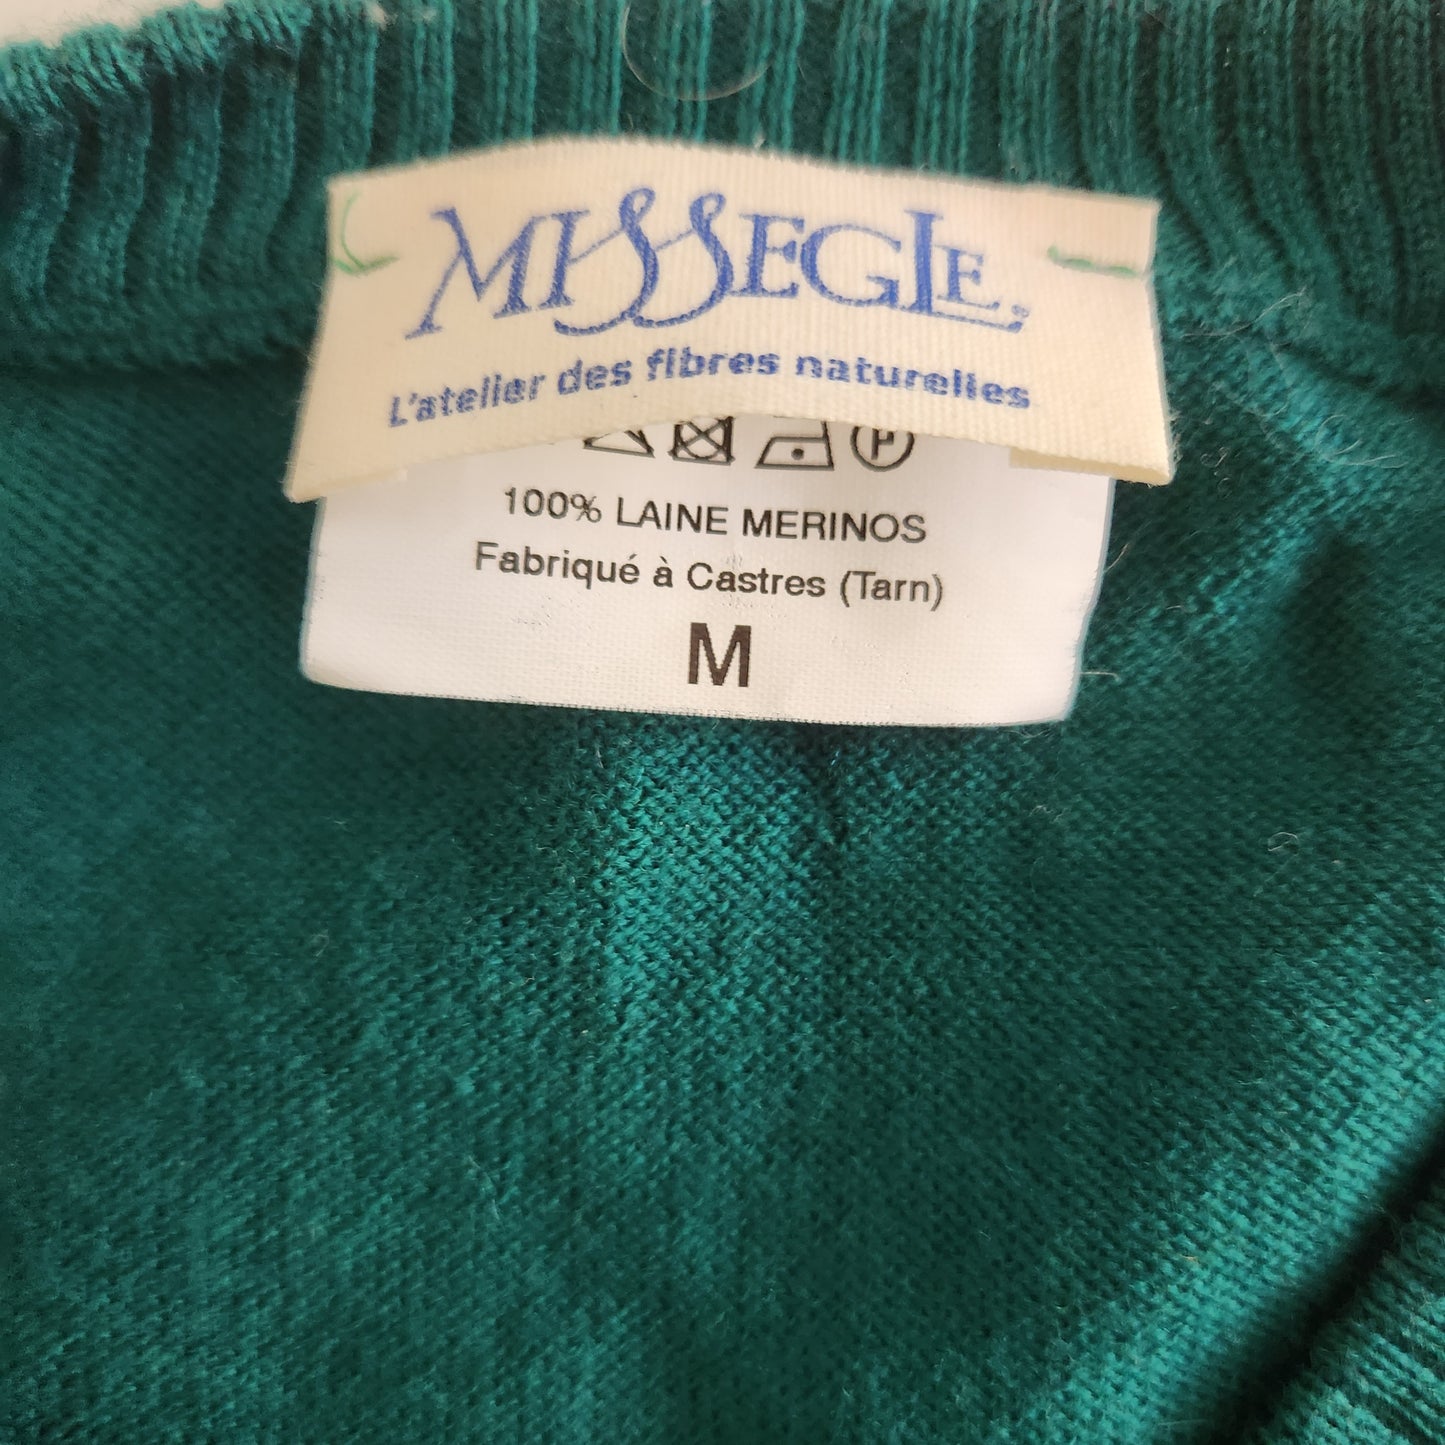 MISSEGLE
L'atelier des fibres naturelles
P
100% LAINE MERINOS
Fabriqué à Castres (Tarn)
M